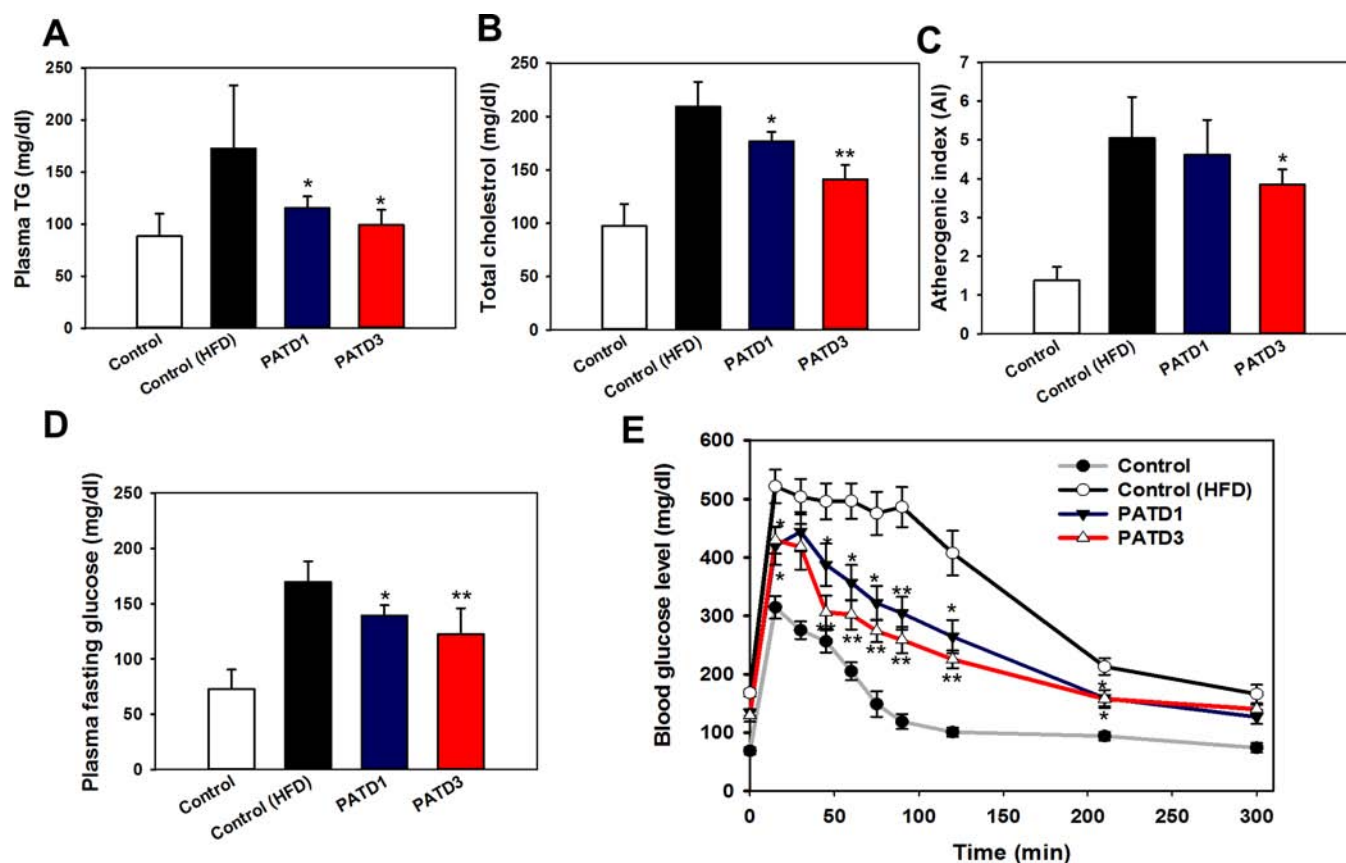 A
Plasma TG (mg/dl)
250
200
150
100
50
0
*
*
Control
Control (HFD)
PATD1
PATD3
B
Total cholestrol (mg/dl)
250
200
150
100
50
0
*
**
Control
Control (HFD)
PATD1
PATD3
C
Atherogenic index (AI)
7
6
5
4
3
2
1
0
*
Control
Control (HFD)
PATD1
PATD3
D
Plasma fasting glucose (mg/dl)
250
200
150
100
50
0
*
**
Control
Control (HFD)
PATD1
PATD3
E
Blood glucose level (mg/dl)
600
500
400
300
200
100
0
Control
Control (HFD)
PATD1
PATD3
*
*
*
*
*
**
*
*
**
**
**
**
**
*
0
50
100
150
200
250
300
Time (min)